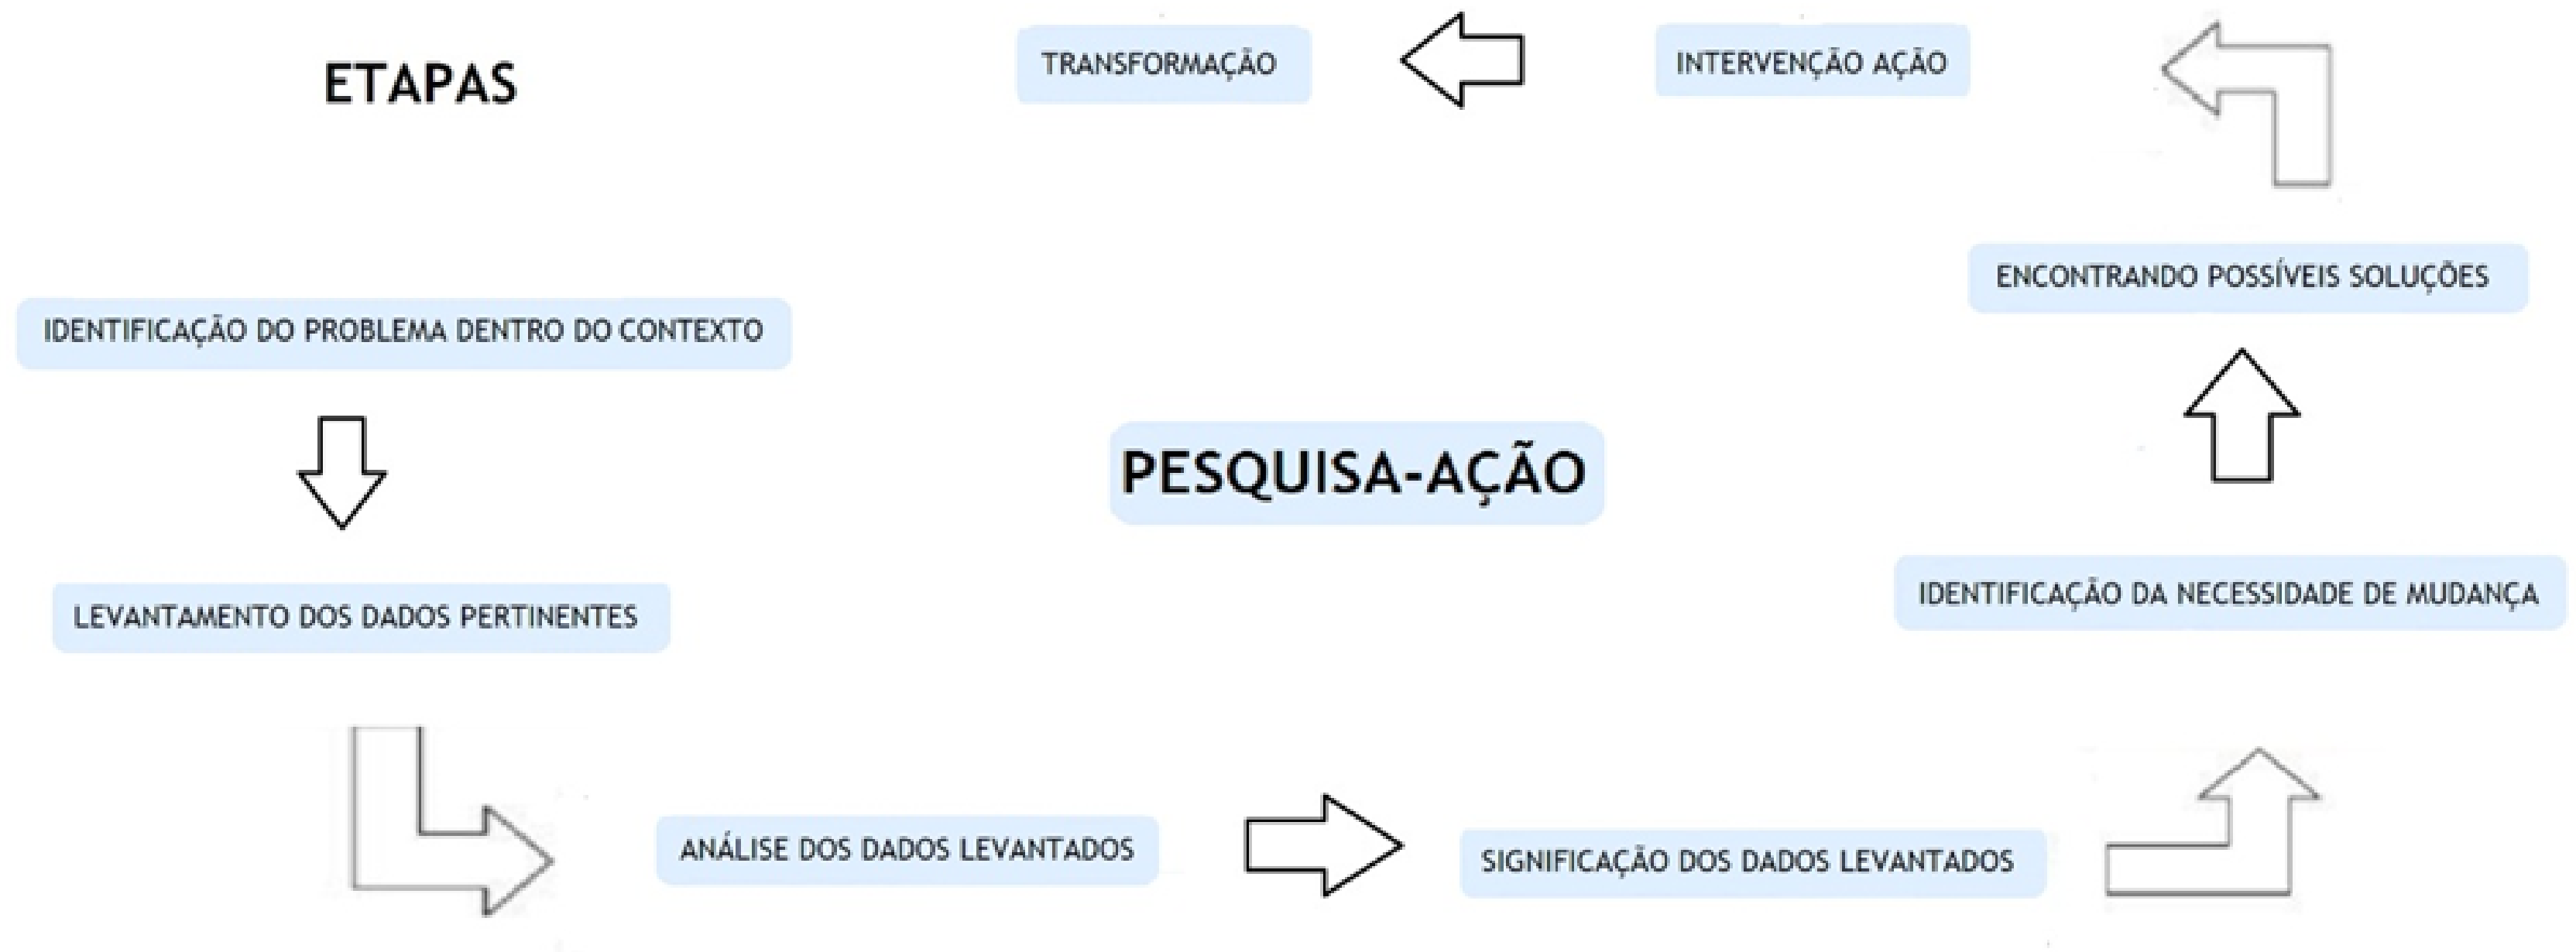 ETAPAS
IDENTIFICAÇÃO DO PROBLEMA DENTRO DO CONTEXTO
LEVANTAMENTO DOS DADOS PERTINENTES
ANÁLISE DOS DADOS LEVANTADOS
SIGNIFICAÇÃO DOS DADOS LEVANTADOS
IDENTIFICAÇÃO DA NECESSIDADE DE MUDANÇA
ENCONTRANDO POSSÍVEIS SOLUÇÕES
INTERVENÇÃO AÇÃO
TRANSFORMAÇÃO
PESQUISA-AÇÃO